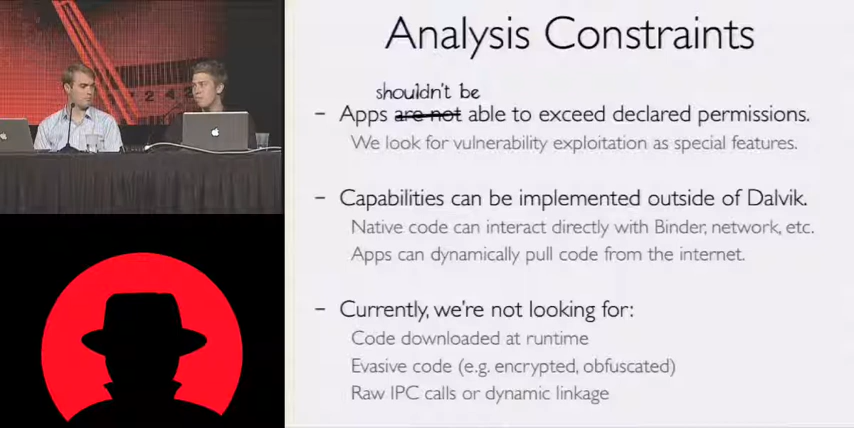 Analysis Constraints
shouldn't be
- Apps are not able to exceed declared permissions.
We look for vulnerability exploitation as special features.
- Capabilities can be implemented outside of Dalvik.
Native code can interact directly with Binder, network, etc.
Apps can dynamically pull code from the internet.
- Currently, we're not looking for:
Code downloaded at runtime
Evasive code (e.g. encrypted, obfuscated)
Raw IPC calls or dynamic linkage